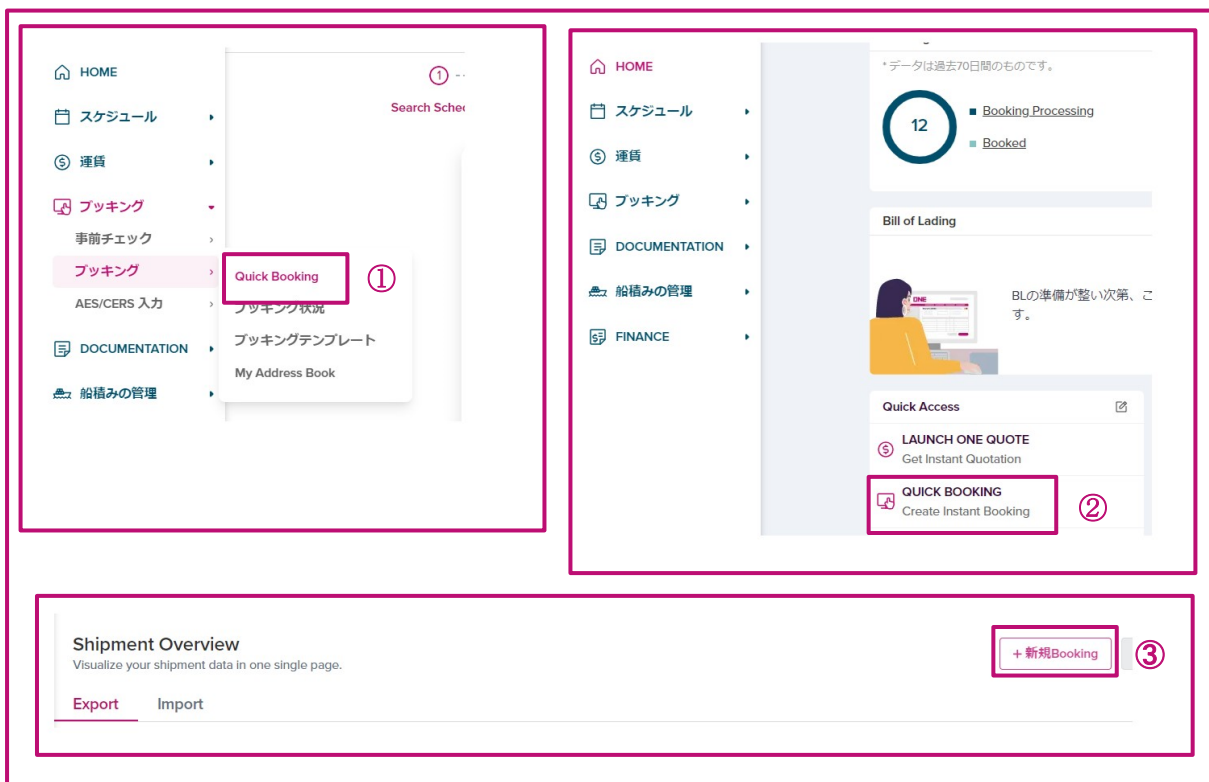 HOME
スケジュール
運賃
ブッキング
事前チェック
ブッキング
AES/CERS 入力
DOCUMENTATION
船積みの管理
①
Search Sche
Quick Booking
①
ブッキング状況
ブッキングテンプレート
My Address Book
HOME
スケジュール
運賃
ブッキング
DOCUMENTATION
船積みの管理
FINANCE
*データは過去70日間のものです。
12
Booking Processing
Booked
Bill of Lading
ONE
BLの準備が整い次第、こ
す。
Quick Access
LAUNCH ONE QUOTE
Get Instant Quotation
QUICK BOOKING
Create Instant Booking
②
Shipment Overview
Visualize your shipment data in one single page.
+ 新規Booking
③
Export Import